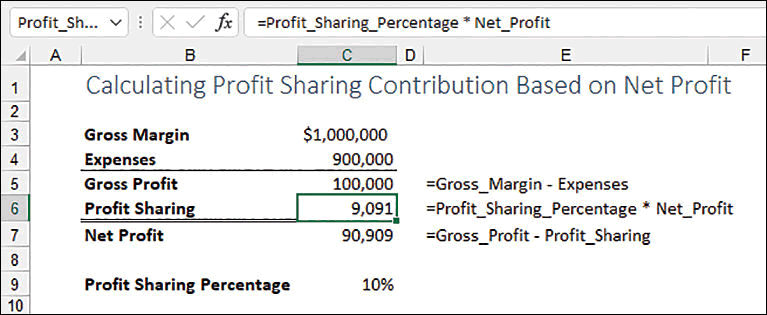 Profit_Sh... fx =Profit_Sharing_Percentage * Net_Profit
A B C D E F
1 Calculating Profit Sharing Contribution Based on Net Profit
2
3 Gross Margin $1,000,000
4 Expenses 900,000
5 Gross Profit 100,000 =Gross_Margin - Expenses
6 Profit Sharing 9,091 =Profit_Sharing_Percentage * Net_Profit
7 Net Profit 90,909 =Gross_Profit - Profit_Sharing
8
9 Profit Sharing Percentage 10%
10